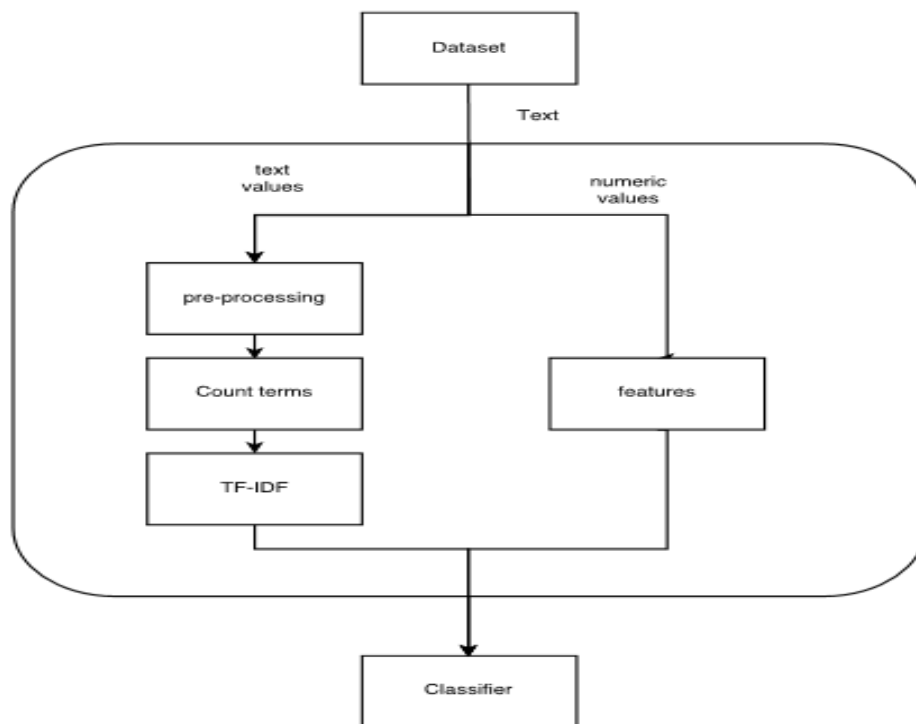 Dataset
Text
text
values
numeric
values
pre-processing
Count terms
features
TF-IDF
Classifier